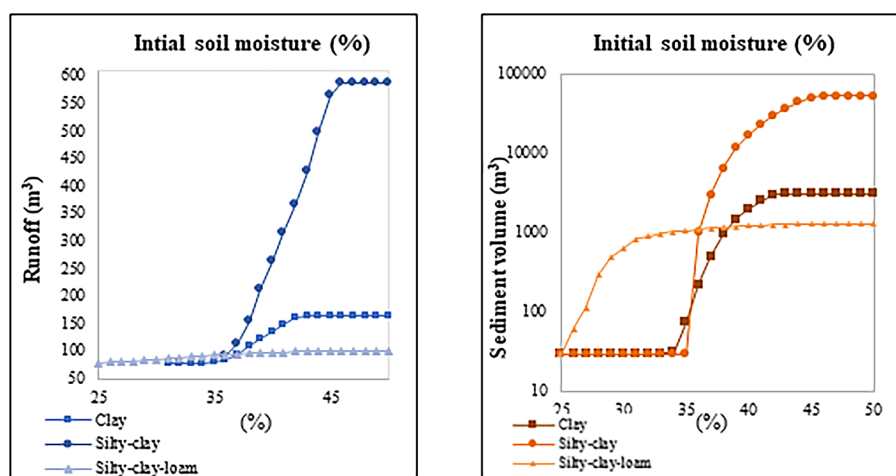 Intial soil moisture (%)
600
550
500
450
400
350
300
250
200
150
100
50
Runoff (m³)
25
35
45
(%)
Clay
Silty-clay
Silty-clay-loam
Initial soil moisture (%)
100000
10000
1000
100
10
Sediment volume (m³)
25
30
35
40
45
50
(%)
Clay
Silty-clay
Silty-clay-loam